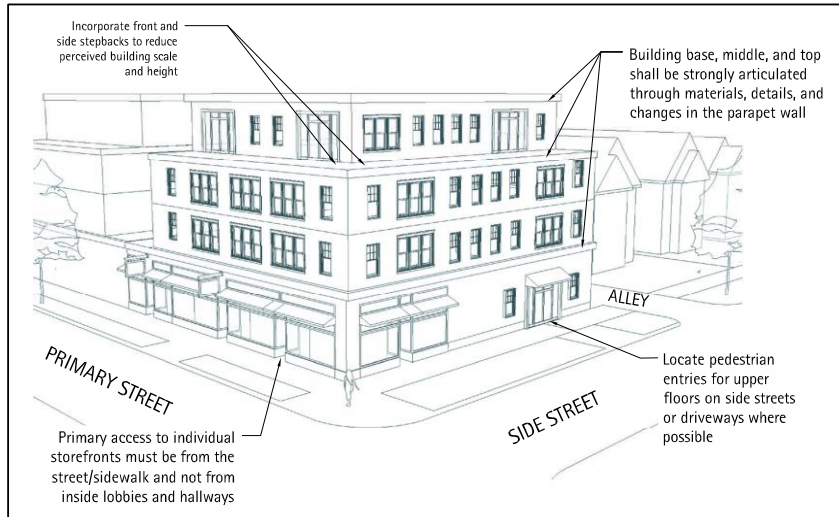 Incorporate front and
side stepbacks to reduce
perceived building scale
and height
Building base, middle, and top
shall be strongly articulated
through materials, details, and
changes in the parapet wall
ALLEY
PRIMARY STREET
SIDE STREET
Locate pedestrian
entries for upper
floors on side streets
or driveways where
possible
Primary access to individual
storefronts must be from the
street/sidewalk and not from
inside lobbies and hallways